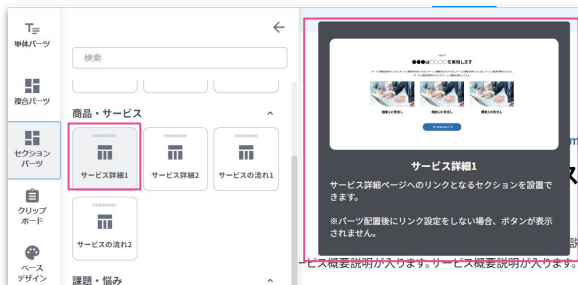 単体パーツ
複合パーツ
セクション
パーツ
クリップ
ボード
ベース
デザイン
検索
商品・サービス
サービス詳細1
サービス詳細2
サービスの流れ1
サービスの流れ2
課題・悩み
●●●は〇〇〇〇を実現します
サービス詳細1
サービス詳細ページへのリンクとなるセクションを設置で
きます。
※パーツ配置後にリンク設定をしない場合、ボタンが表示
されません。
ービス概要説明が入ります。サービス概要説明が入ります。